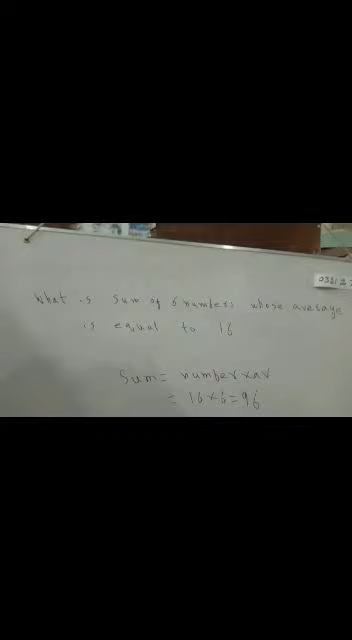 What is sum of 6 numbers whose average
is equal to 16
Sum = number x av
= 16 x 6 = 96